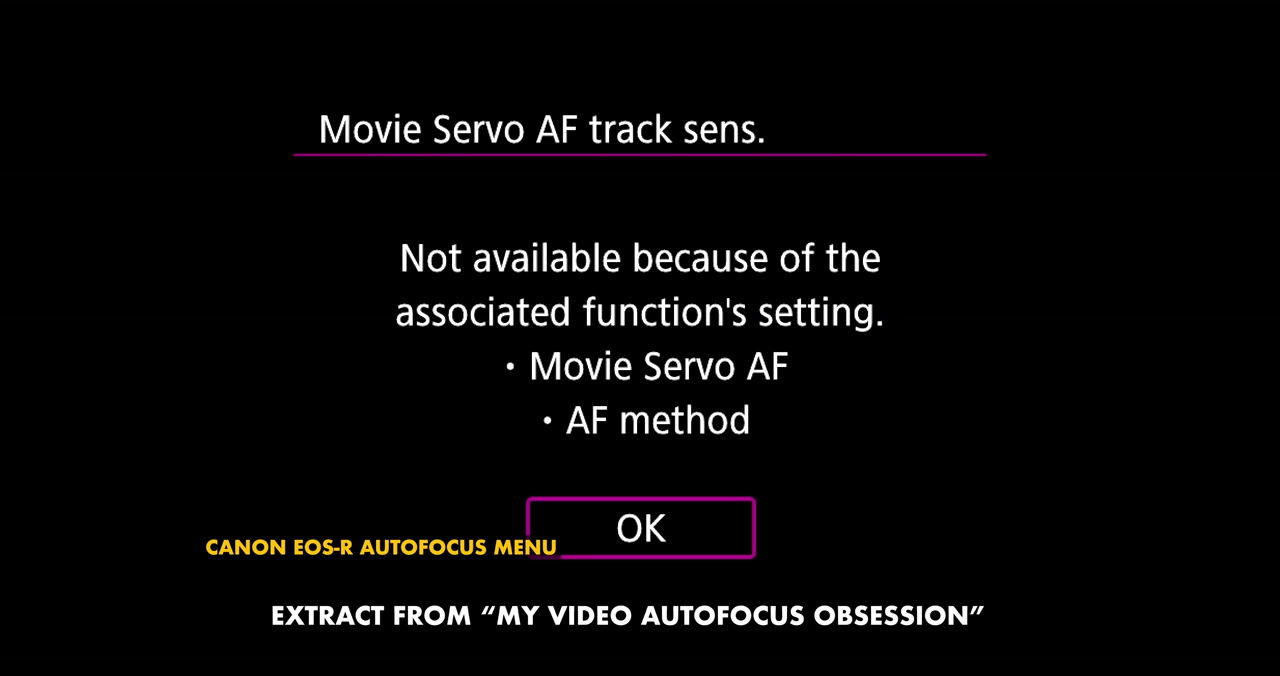 Movie Servo AF track sens.
Not available because of the
associated function's setting.
• Movie Servo AF
• AF method
OK
CANON EOS-R AUTOFOCUS MENU
EXTRACT FROM “MY VIDEO AUTOFOCUS OBSESSION”